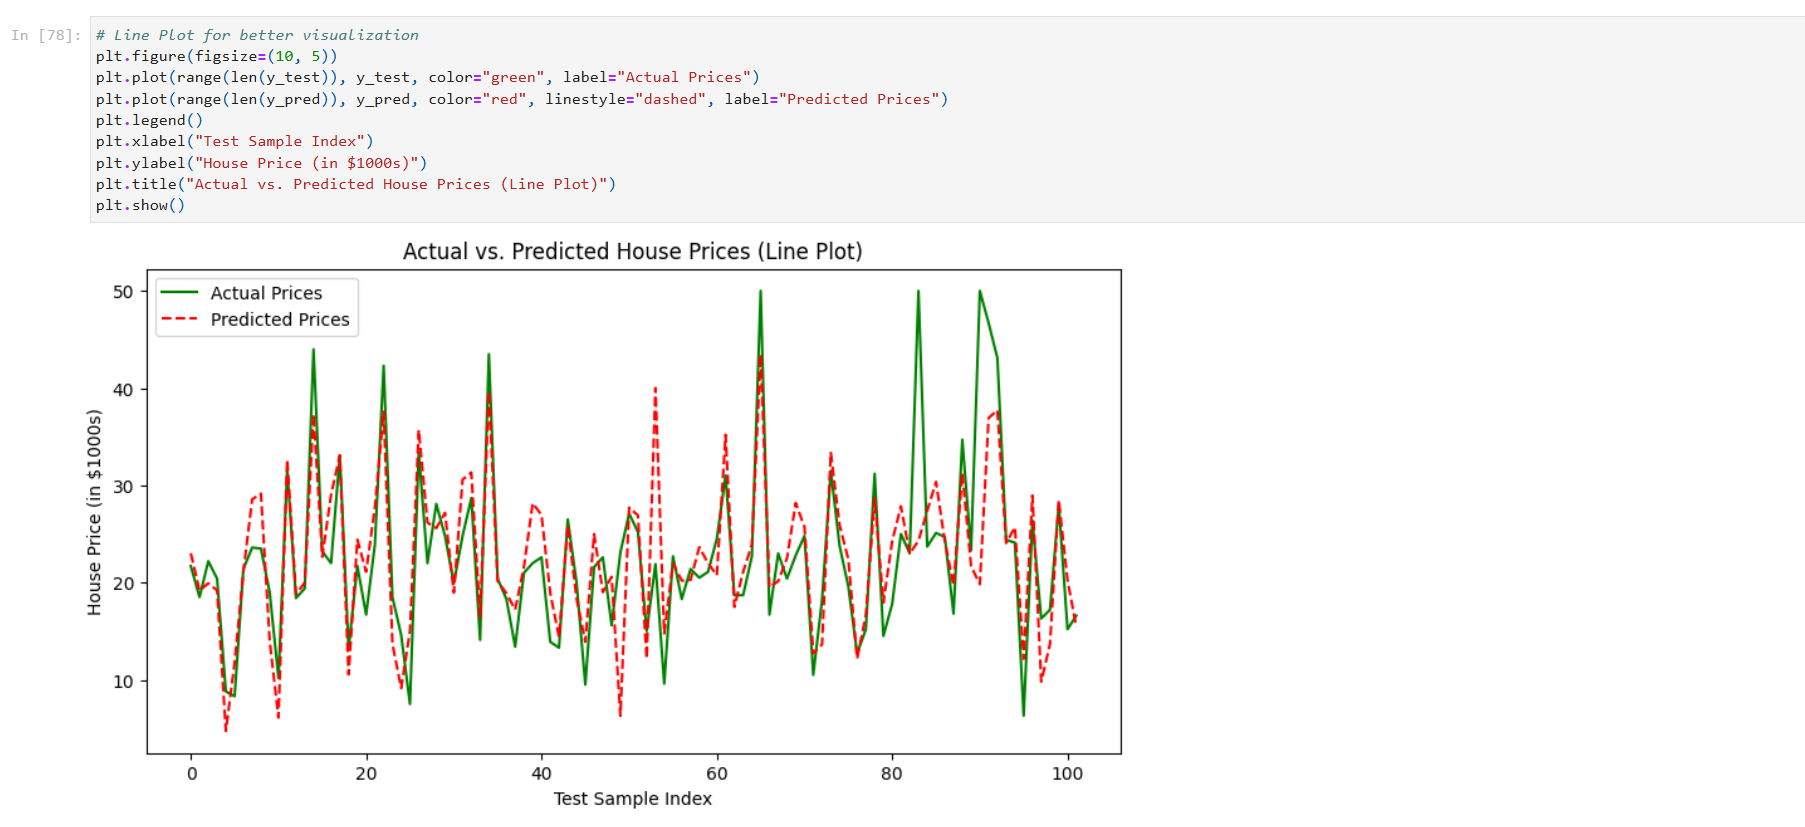 In [78]:
# Line Plot for better visualization
plt.figure(figsize=(10, 5))
plt.plot(range(len(y_test)), y_test, color="green", label="Actual Prices")
plt.plot(range(len(y_pred)), y_pred, color="red", linestyle="dashed", label="Predicted Prices")
plt.legend()
plt.xlabel("Test Sample Index")
plt.ylabel("House Price (in $1000s)")
plt.title("Actual vs. Predicted House Prices (Line Plot)")
plt.show()
Actual vs. Predicted House Prices (Line Plot)
Actual Prices
Predicted Prices
House Price (in $1000s)
50
40
30
20
10
0 20 40 60 80 100
Test Sample Index